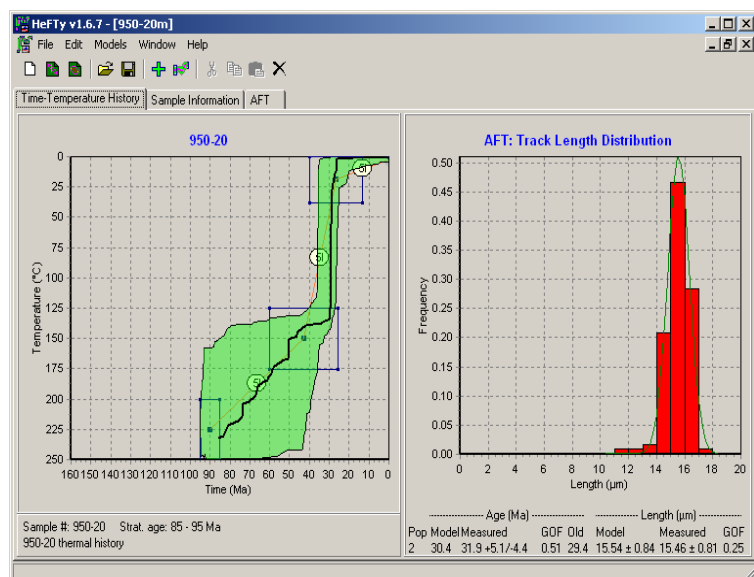 HeFTy v1.6.7 - [950-20m]
File Edit Models Window Help
Time-Temperature History Sample Information AFT
950-20
0
25
50
75
100
125
150
175
200
225
250
Temperature (°C)
5I
5I
5I
160 150 140 130 120 110 100 90 80 70 60 50 40 30 20 10 0
Time (Ma)
Sample #: 950-20 Strat. age: 85 - 95 Ma
950-20 thermal history
AFT: Track Length Distribution
0.50
0.45
0.40
0.35
0.30
0.25
0.20
0.15
0.10
0.05
0.00
Frequency
0 2 4 6 8 10 12 14 16 18 20
Length (µm)
Age (Ma) Length (µm)
Pop Model Measured GOF Old Model Measured GOF
2 30.4 31.9 +5.1/-4.4 0.51 29.4 15.54 ± 0.84 15.46 ± 0.81 0.25